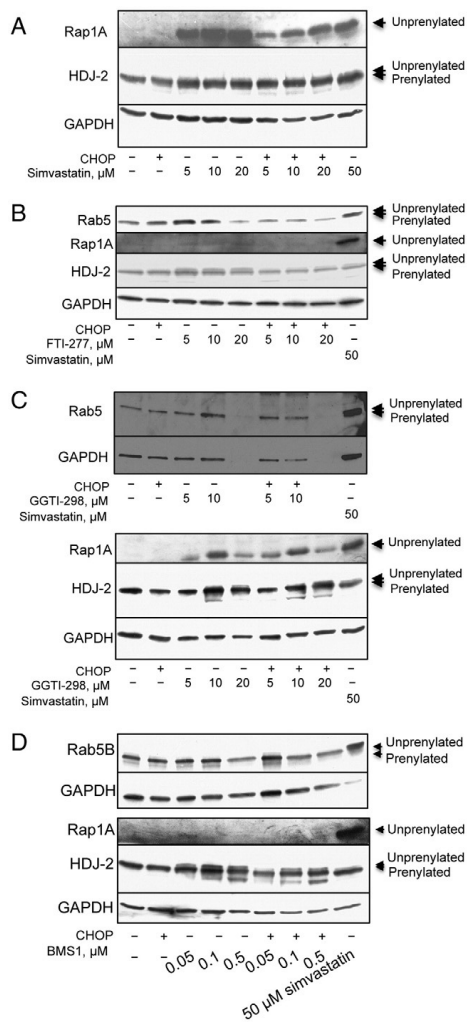 A
Rap1A
Unprenylated
HDJ-2
Unprenylated
Prenylated
GAPDH
CHOP – + – – – + + + –
Simvastatin, µM – – 5 10 20 5 10 20 50
B
Rab5
Unprenylated
Prenylated
Rap1A
Unprenylated
HDJ-2
Unprenylated
Prenylated
GAPDH
CHOP – + – – – + + + –
FTI-277, µM – – 5 10 20 5 10 20
Simvastatin, µM 50
C
Rab5
Unprenylated
Prenylated
GAPDH
CHOP – + – – + + –
GGTI-298, µM – – 5 10 5 10
Simvastatin, µM 50
Rap1A
Unprenylated
HDJ-2
Unprenylated
Prenylated
GAPDH
CHOP – + – – – + + + –
GGTI-298, µM – – 5 10 20 5 10 20
Simvastatin, µM 50
D
Rab5B
Unprenylated
Prenylated
GAPDH
Rap1A
Unprenylated
HDJ-2
Unprenylated
Prenylated
GAPDH
CHOP – + – – – + + + –
BMS1, µM – – 0.05 0.1 0.5 0.05 0.1 0.5 50 µM simvastatin